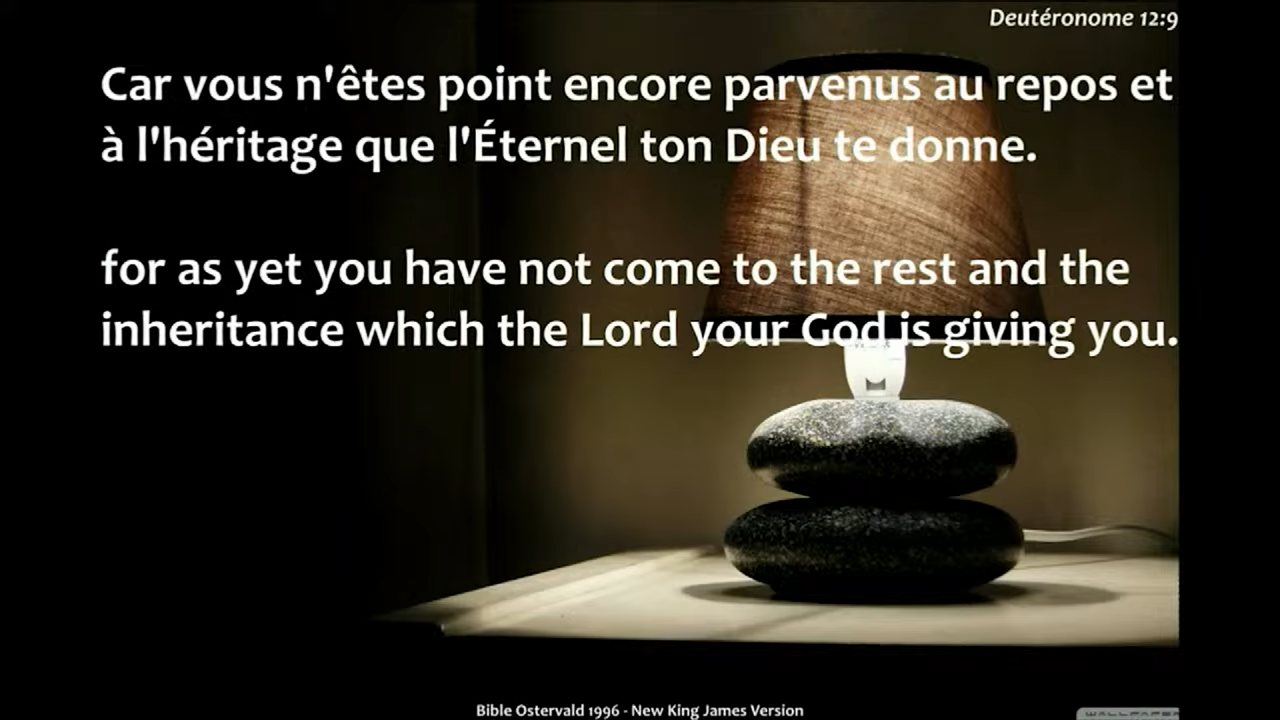 Deutéronome 12:9
Car vous n'êtes point encore parvenus au repos et
à l'héritage que l'Éternel ton Dieu te donne.
for as yet you have not come to the rest and the
inheritance which the Lord your God is giving you.
Bible Ostervald 1996 - New King James Version